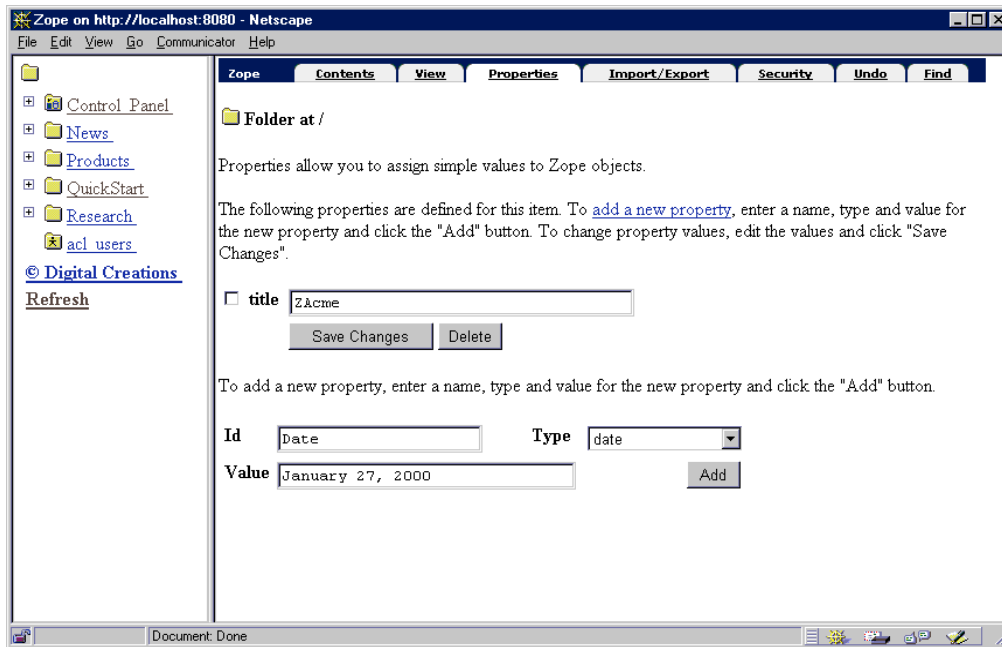 Zope on http://localhost:8080 - Netscape
File Edit View Go Communicator Help
Zope Contents View Properties Import/Export Security Undo Find
Control Panel
News
Products
QuickStart
Research
acl_users
© Digital Creations
Refresh
Folder at /
Properties allow you to assign simple values to Zope objects.
The following properties are defined for this item. To add a new property, enter a name, type and value for
the new property and click the "Add" button. To change property values, edit the values and click "Save
Changes".
title ZAcme
Save Changes Delete
To add a new property, enter a name, type and value for the new property and click the "Add" button.
Id Date Type date
Value January 27, 2000 Add
Document: Done